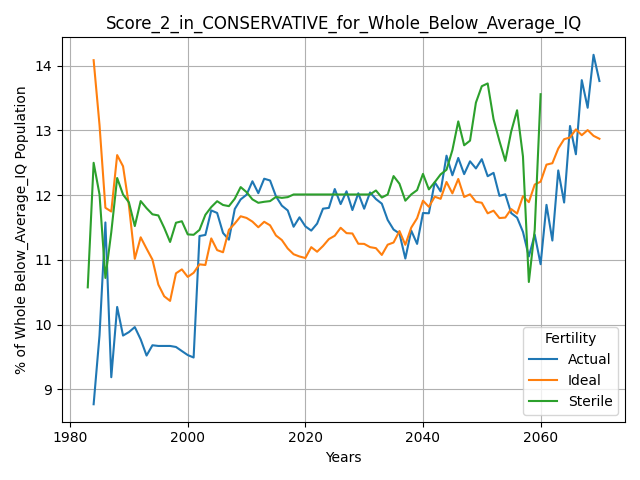 Score_2_in_CONSERVATIVE_for_Whole_Below_Average_IQ
% of Whole Below_Average_IQ Population
14
13
12
11
10
9
1980 2000 2020 2040 2060
Years
Fertility
Actual
Ideal
Sterile